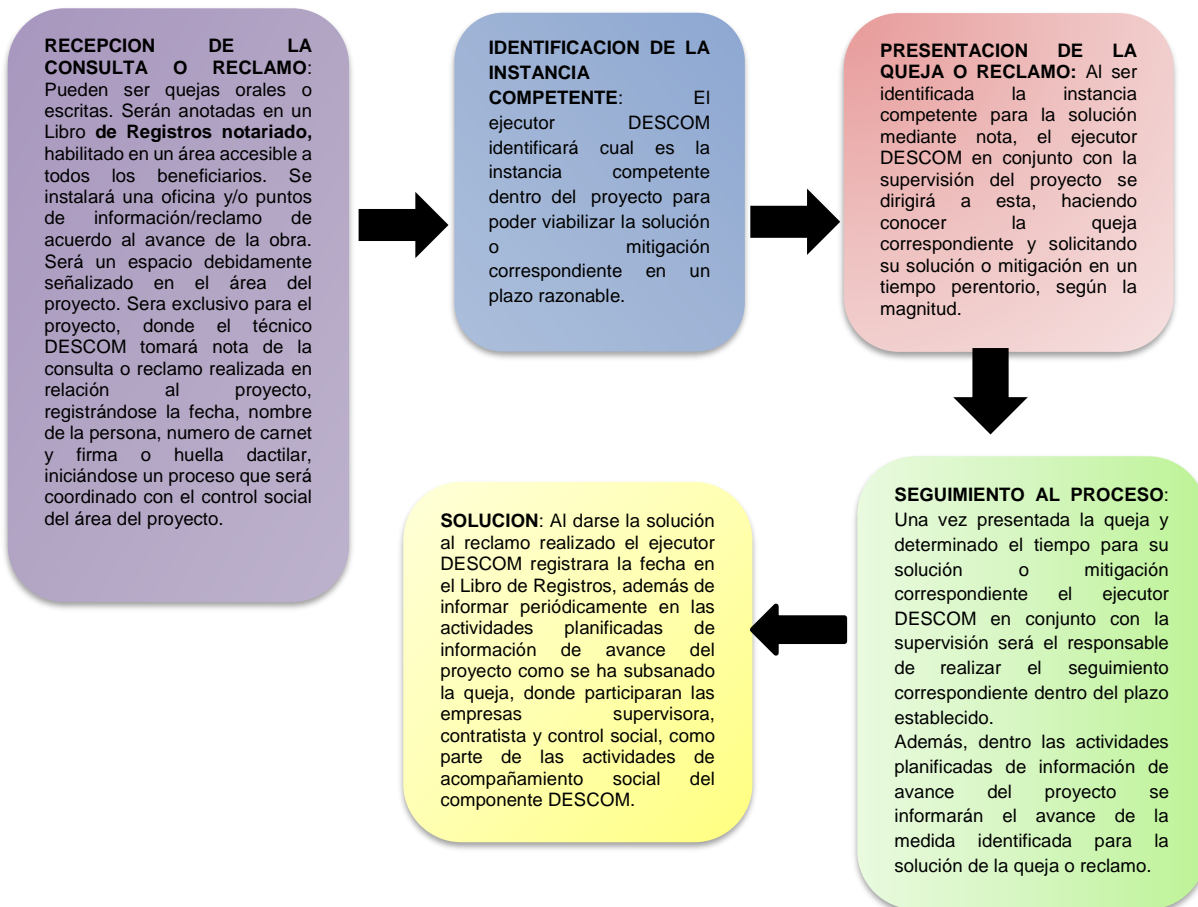 RECEPCION DE LA
CONSULTA O RECLAMO:
Pueden ser quejas orales o
escritas. Serán anotadas en un
Libro de Registros notariado,
habilitado en un área accesible a
todos los beneficiarios. Se
instalará una oficina y/o puntos
de información/reclamo de
acuerdo al avance de la obra.
Será un espacio debidamente
señalizado en el área del
proyecto. Sera exclusivo para el
proyecto, donde el técnico
DESCOM tomará nota de la
consulta o reclamo realizada en
relación al proyecto,
registrándose la fecha, nombre
de la persona, numero de carnet
y firma o huella dactilar,
iniciándose un proceso que será
coordinado con el control social
del área del proyecto.
IDENTIFICACION DE LA
INSTANCIA
COMPETENTE: El
ejecutor DESCOM
identificará cual es la
instancia competente
dentro del proyecto para
poder viabilizar la solución
o mitigación
correspondiente en un
plazo razonable.
PRESENTACION DE LA
QUEJA O RECLAMO: Al ser
identificada la instancia
competente para la solución
mediante nota, el ejecutor
DESCOM en conjunto con la
supervisión del proyecto se
dirigirá a esta, haciendo
conocer la queja
correspondiente y solicitando
su solución o mitigación en un
tiempo perentorio, según la
magnitud.
SEGUIMIENTO AL PROCESO:
Una vez presentada la queja y
determinado el tiempo para su
solución o mitigación
correspondiente el ejecutor
DESCOM en conjunto con la
supervisión será el responsable
de realizar el seguimiento
correspondiente dentro del plazo
establecido.
Además, dentro las actividades
planificadas de información de
avance del proyecto se
informarán el avance de la
medida identificada para la
solución de la queja o reclamo.
SOLUCION: Al darse la solución
al reclamo realizado el ejecutor
DESCOM registrara la fecha en
el Libro de Registros, además de
informar periódicamente en las
actividades planificadas de
información de avance del
proyecto como se ha subsanado
la queja, donde participaran las
empresas supervisora,
contratista y control social, como
parte de las actividades de
acompañamiento social del
componente DESCOM.